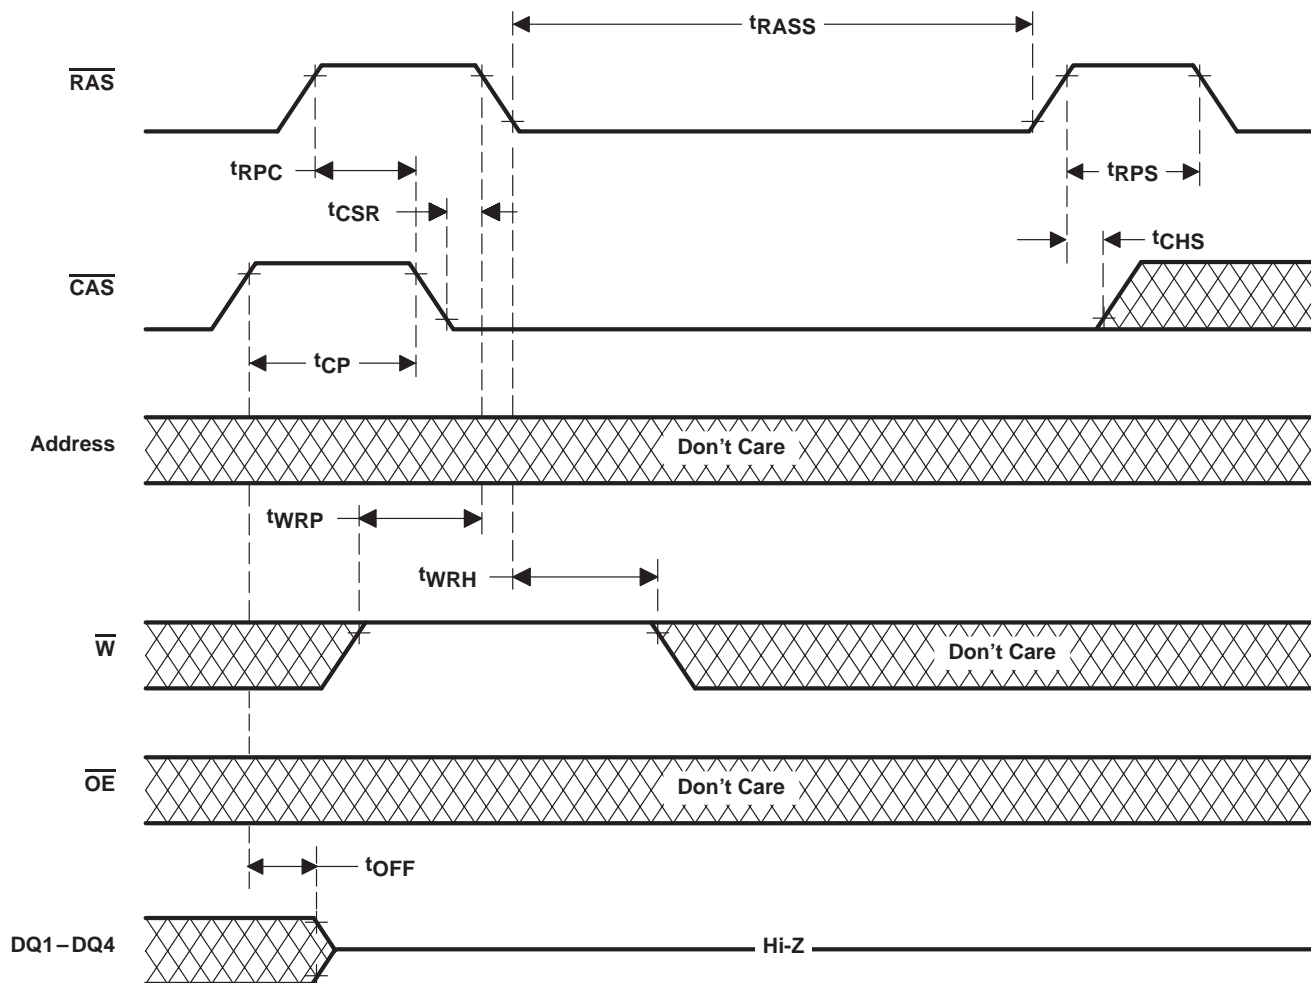 tRASS
RAS
tRPC
tRPS
tCSR
tCHS
CAS
tCP
Address
Don't Care
tWRP
tWRH
W
Don't Care
OE
Don't Care
tOFF
DQ1–DQ4
Hi-Z